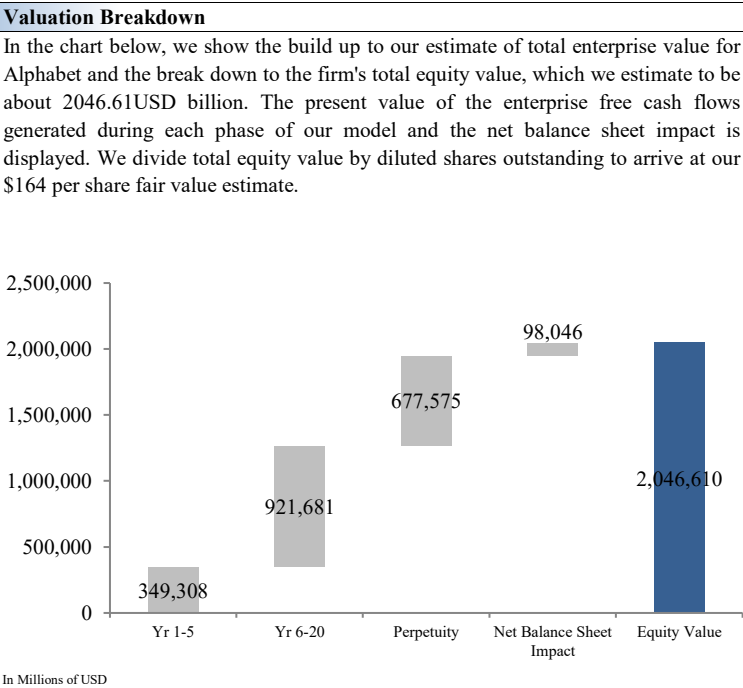 Valuation Breakdown
In the chart below, we show the build up to our estimate of total enterprise value for
Alphabet and the break down to the firm's total equity value, which we estimate to be
about 2046.61USD billion. The present value of the enterprise free cash flows
generated during each phase of our model and the net balance sheet impact is
displayed. We divide total equity value by diluted shares outstanding to arrive at our
$164 per share fair value estimate.
2,500,000
2,000,000
1,500,000
1,000,000
500,000
0
349,308
921,681
677,575
98,046
2,046,610
Yr 1-5
Yr 6-20
Perpetuity
Net Balance Sheet
Impact
Equity Value
In Millions of USD